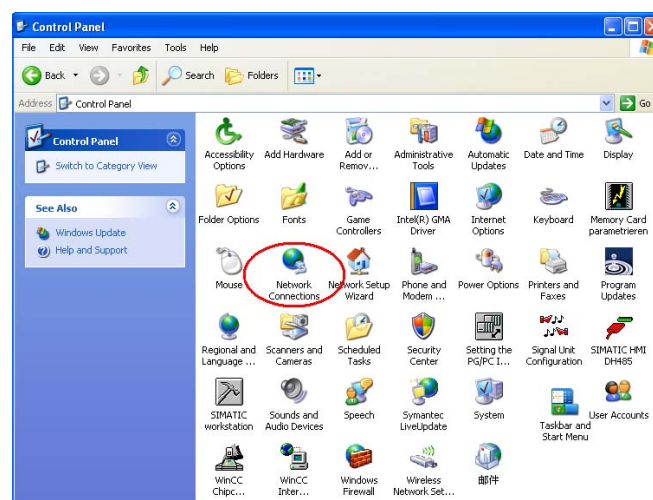 Control Panel
File Edit View Favorites Tools Help
Back Search Folders
Address Control Panel Go
Control Panel
Switch to Category View
See Also
Windows Update
Help and Support
Accessibility Options
Add Hardware
Add or Remov...
Administrative Tools
Automatic Updates
Date and Time
Display
Folder Options
Fonts
Game Controllers
Intel(R) GMA Driver
Internet Options
Keyboard
Memory Card parametrieren
Mouse
Network Connections
Network Setup Wizard
Phone and Modem ...
Power Options
Printers and Faxes
Program Updates
Regional and Language ...
Scanners and Cameras
Scheduled Tasks
Security Center
Setting the PG/PC I...
Signal Unit Configuration
SIMATIC HMI DH485
SIMATIC workstation
Sounds and Audio Devices
Speech
Symantec LiveUpdate
System
Taskbar and Start Menu
User Accounts
WinCC Chipc...
WinCC Inter...
Windows Firewall
Wireless Network Set...
邮件